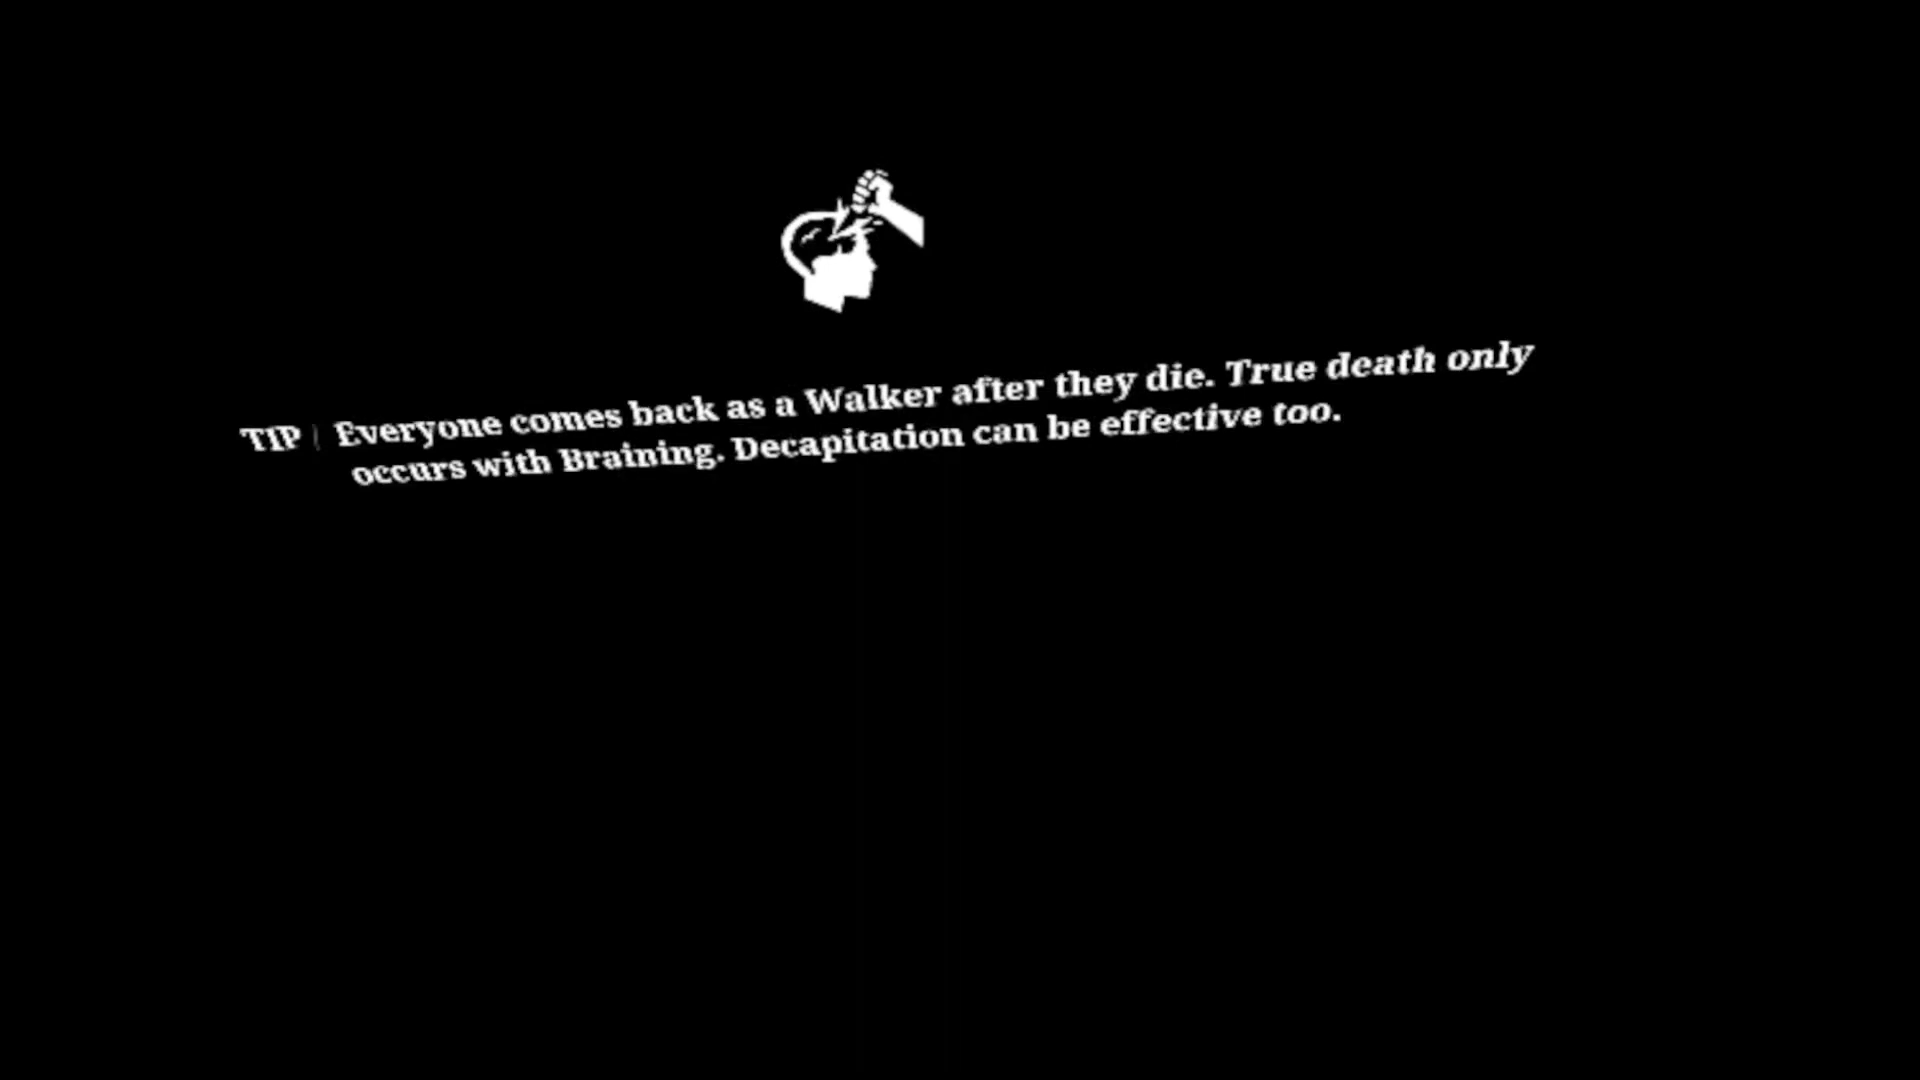 TIP | Everyone comes back as a Walker after they die. True death only
occurs with Braining. Decapitation can be effective too.